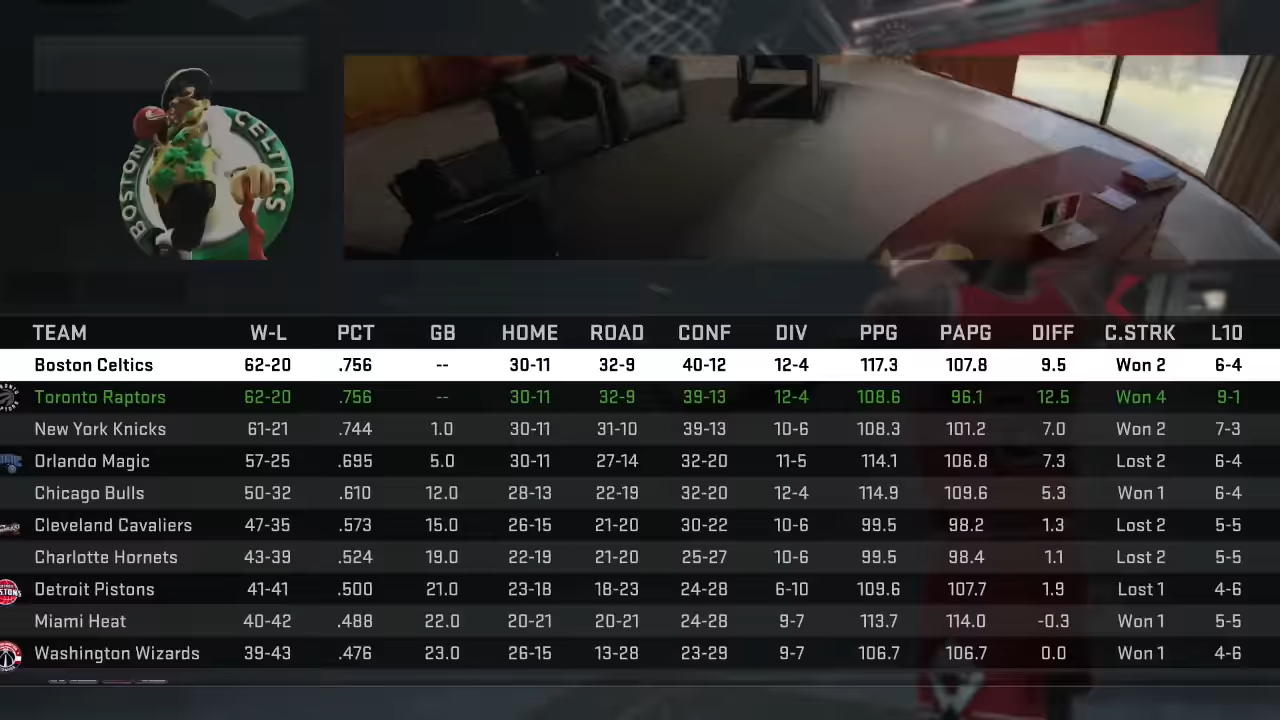 BOSTON CELTICS
TEAM W-L PCT GB HOME ROAD CONF DIV PPG PAPG DIFF C.STRK L10
Boston Celtics 62-20 .756 -- 30-11 32-9 40-12 12-4 117.3 107.8 9.5 Won 2 6-4
Toronto Raptors 62-20 .756 -- 30-11 32-9 39-13 12-4 108.6 96.1 12.5 Won 4 9-1
New York Knicks 61-21 .744 1.0 30-11 31-10 39-13 10-6 108.3 101.2 7.0 Won 2 7-3
Orlando Magic 57-25 .695 5.0 30-11 27-14 32-20 11-5 114.1 106.8 7.3 Lost 2 6-4
Chicago Bulls 50-32 .610 12.0 28-13 22-19 32-20 12-4 114.9 109.6 5.3 Won 1 6-4
Cleveland Cavaliers 47-35 .573 15.0 26-15 21-20 30-22 10-6 99.5 98.2 1.3 Lost 2 5-5
Charlotte Hornets 43-39 .524 19.0 22-19 21-20 25-27 10-6 99.5 98.4 1.1 Lost 2 5-5
Detroit Pistons 41-41 .500 21.0 23-18 18-23 24-28 6-10 109.6 107.7 1.9 Lost 1 4-6
Miami Heat 40-42 .488 22.0 20-21 20-21 24-28 9-7 113.7 114.0 -0.3 Won 1 5-5
Washington Wizards 39-43 .476 23.0 26-15 13-28 23-29 9-7 106.7 106.7 0.0 Won 1 4-6